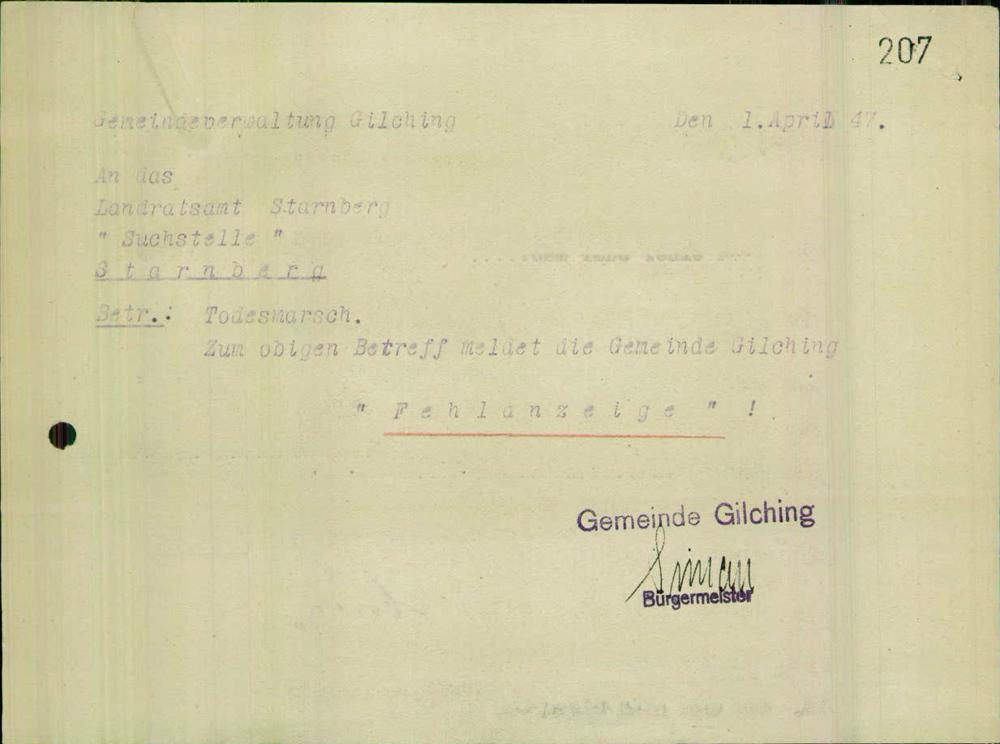 207
Gemeindeverwaltung Gilching Den 1.April 47.
An das
Landratsamt Starnberg
" Suchstelle "
S t a r n b e r g
Betr.: Todesmarsch.
Zum obigen Betreff meldet die Gemeinde Gilching
" F e h l a n z e i g e " !
Gemeinde Gilching
Bürgermeister